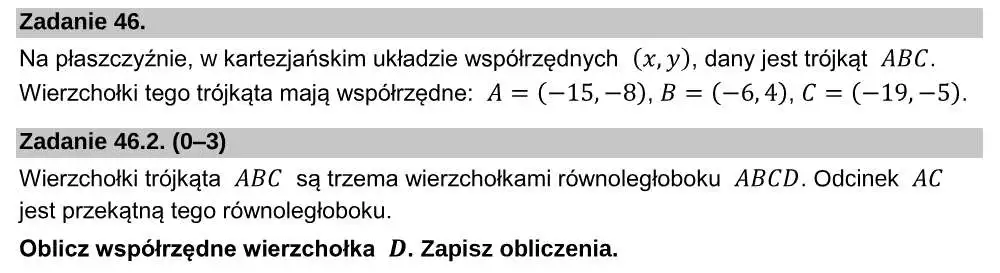 Zadanie 46.
Na płaszczyźnie, w kartezjańskim układzie współrzędnych (x, y), dany jest trójkąt ABC.
Wierzchołki tego trójkąta mają współrzędne: A = (−15, −8), B = (−6, 4), C = (−19, −5).
Zadanie 46.2. (0–3)
Wierzchołki trójkąta ABC są trzema wierzchołkami równoległoboku ABCD. Odcinek AC
jest przekątną tego równoległoboku.
Oblicz współrzędne wierzchołka D. Zapisz obliczenia.